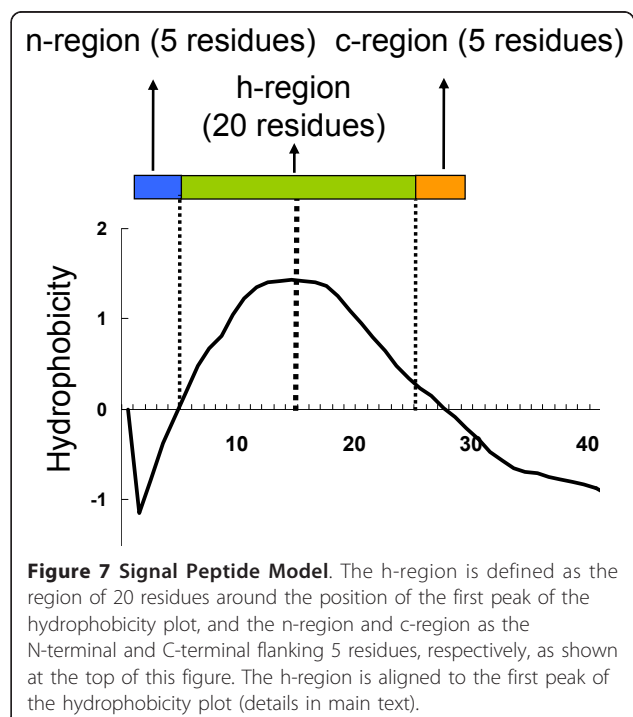 n-region (5 residues) c-region (5 residues)
h-region
(20 residues)
2
1
0
-1
Hydrophobicity
10
20
30
40
Figure 7 Signal Peptide Model. The h-region is defined as the
region of 20 residues around the position of the first peak of the
hydrophobicity plot, and the n-region and c-region as the
N-terminal and C-terminal flanking 5 residues, respectively, as shown
at the top of this figure. The h-region is aligned to the first peak of
the hydrophobicity plot (details in main text).